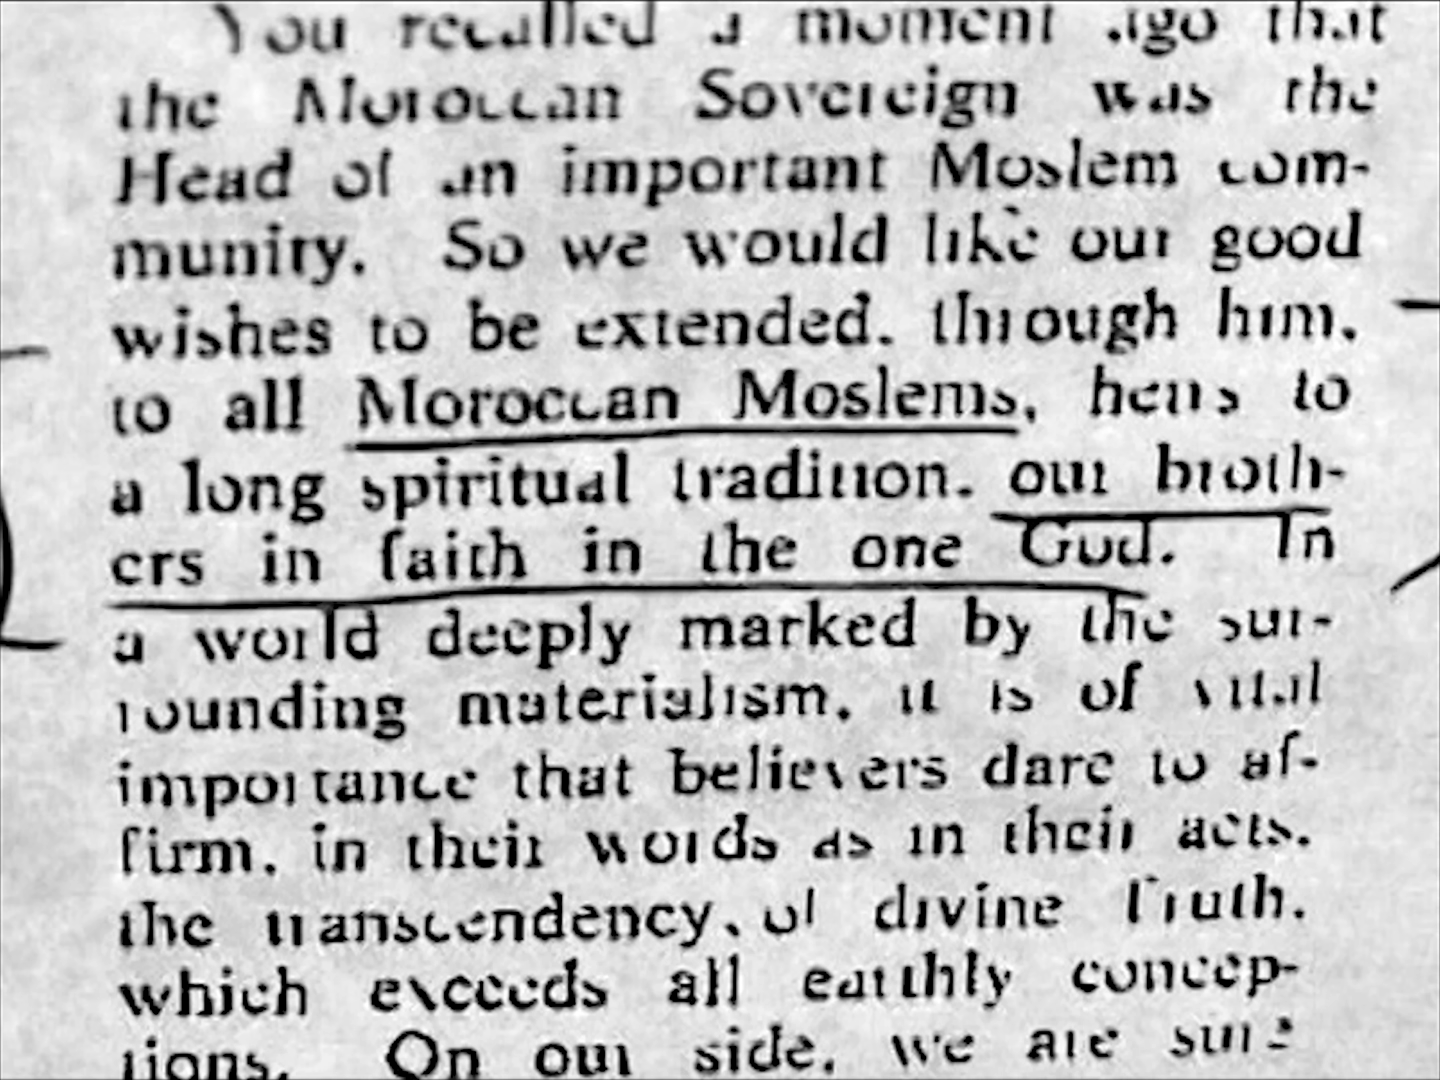 You recalled a moment ago that
the Moroccan Sovereign was the
Head of an important Moslem com-
munity. So we would like our good
wishes to be extended, through him,
to all Moroccan Moslems, heirs to
a long spiritual tradition, our broth-
ers in faith in the one God. In
a world deeply marked by the sur-
rounding materialism, it is of vital
importance that believers dare to af-
firm, in their words as in their acts,
the transcendency, of divine Truth,
which exceeds all earthly concep-
tions. On our side, we are sure